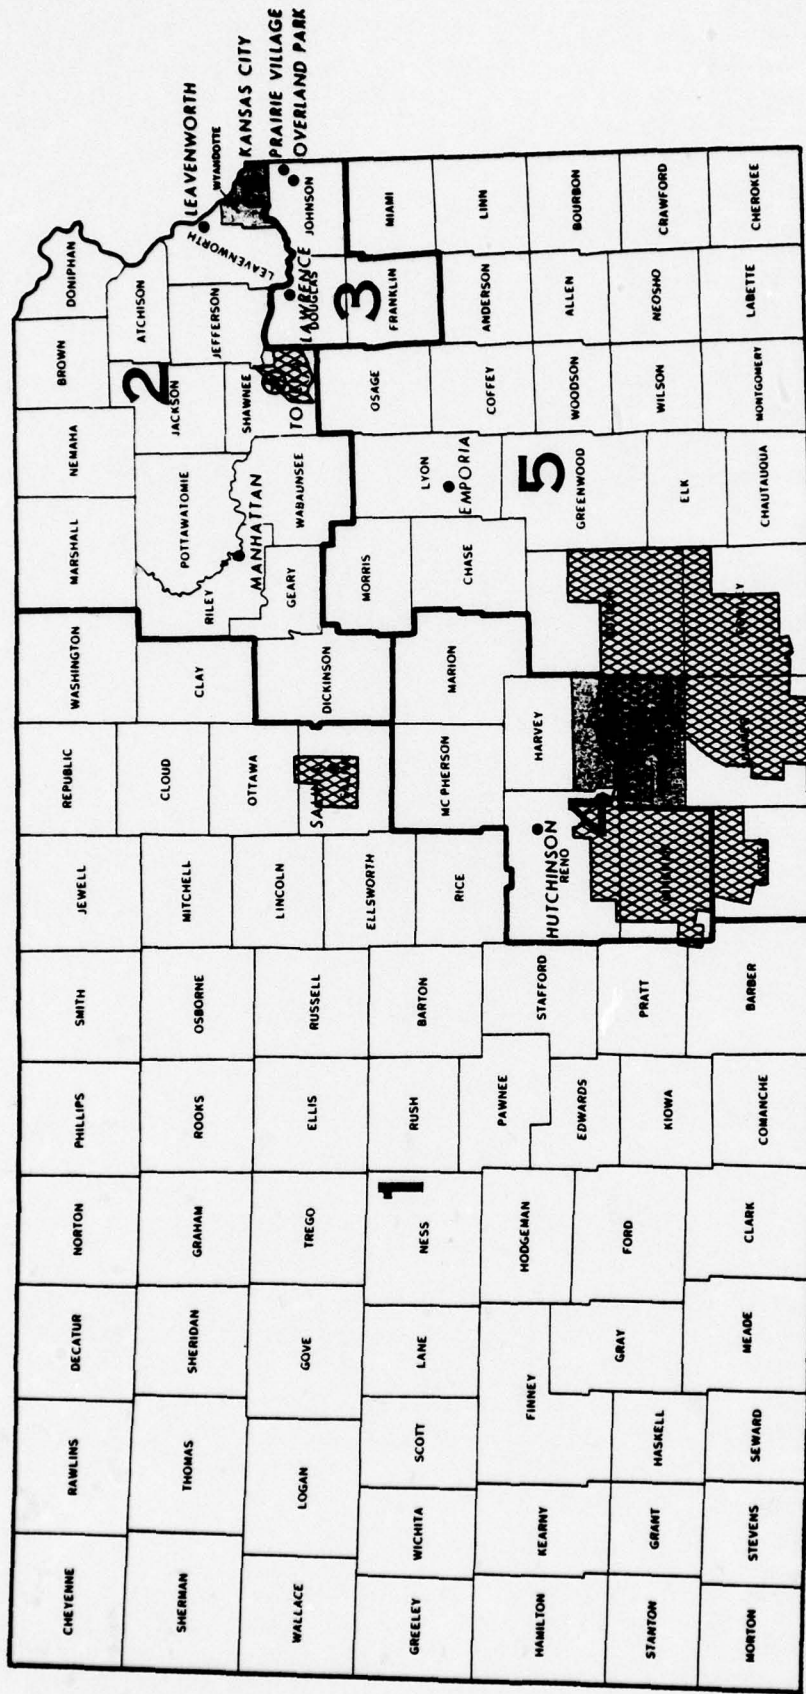 CHEYENNE
RAWLINS
DECATUR
NORTON
PHILLIPS
SMITH
JEWELL
REPUBLIC
WASHINGTON
MARSHALL
NEMAHA
BROWN
DONIPHAN
SHERMAN
THOMAS
SHERIDAN
GRAHAM
ROOKS
OSBORNE
MITCHELL
CLOUD
CLAY
RILEY
POTTAWATOMIE
2
JACKSON
ATCHISON
JEFFERSON
LEAVENWORTH
LEAVENWORTH
WYANDOTTE
KANSAS CITY
PRAIRIE VILLAGE
OVERLAND PARK
WALLACE
LOGAN
GOVE
TREGO
ELLIS
RUSSELL
LINCOLN
OTTAWA
DICKINSON
GEARY
MANHATTAN
WABAUNSEE
SHAWNEE
LAWRENCE
DOUGLAS
JOHNSON
GREELEY
WICHITA
SCOTT
LANE
NESS
1
RUSH
BARTON
ELLSWORTH
RICE
MC PHERSON
MARION
MORRIS
CHASE
LYON
EMPORIA
OSAGE
3
FRANKLIN
MIAMI
HAMILTON
KEARNY
FINNEY
HODGEMAN
PAWNEE
STAFFORD
HUTCHINSON
RENO
4
HARVEY
5
GREENWOOD
COFFEY
ANDERSON
LINN
EDWARDS
GRAY
FORD
WOODSON
ALLEN
BOURBON
STANTON
GRANT
HASKELL
KIOWA
PRATT
ELK
WILSON
NEOSHO
CRAWFORD
MORTON
STEVENS
SEWARD
MEADE
CLARK
COMANCHE
BARBER
CHAUTAUQUA
MONTGOMERY
LABETTE
CHEROKEE